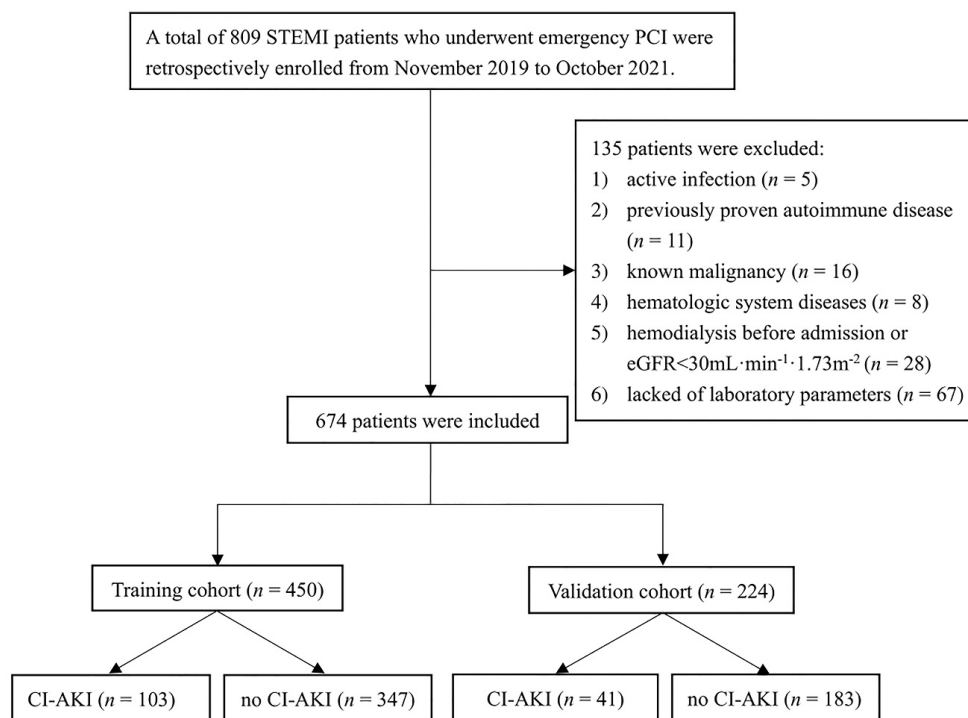 A total of 809 STEMI patients who underwent emergency PCI were
retrospectively enrolled from November 2019 to October 2021.
135 patients were excluded:
1) active infection (n = 5)
2) previously proven autoimmune disease
(n = 11)
3) known malignancy (n = 16)
4) hematologic system diseases (n = 8)
5) hemodialysis before admission or
eGFR<30mL·min⁻¹·1.73m⁻² (n = 28)
6) lacked of laboratory parameters (n = 67)
674 patients were included
Training cohort (n = 450)
Validation cohort (n = 224)
CI-AKI (n = 103)
no CI-AKI (n = 347)
CI-AKI (n = 41)
no CI-AKI (n = 183)